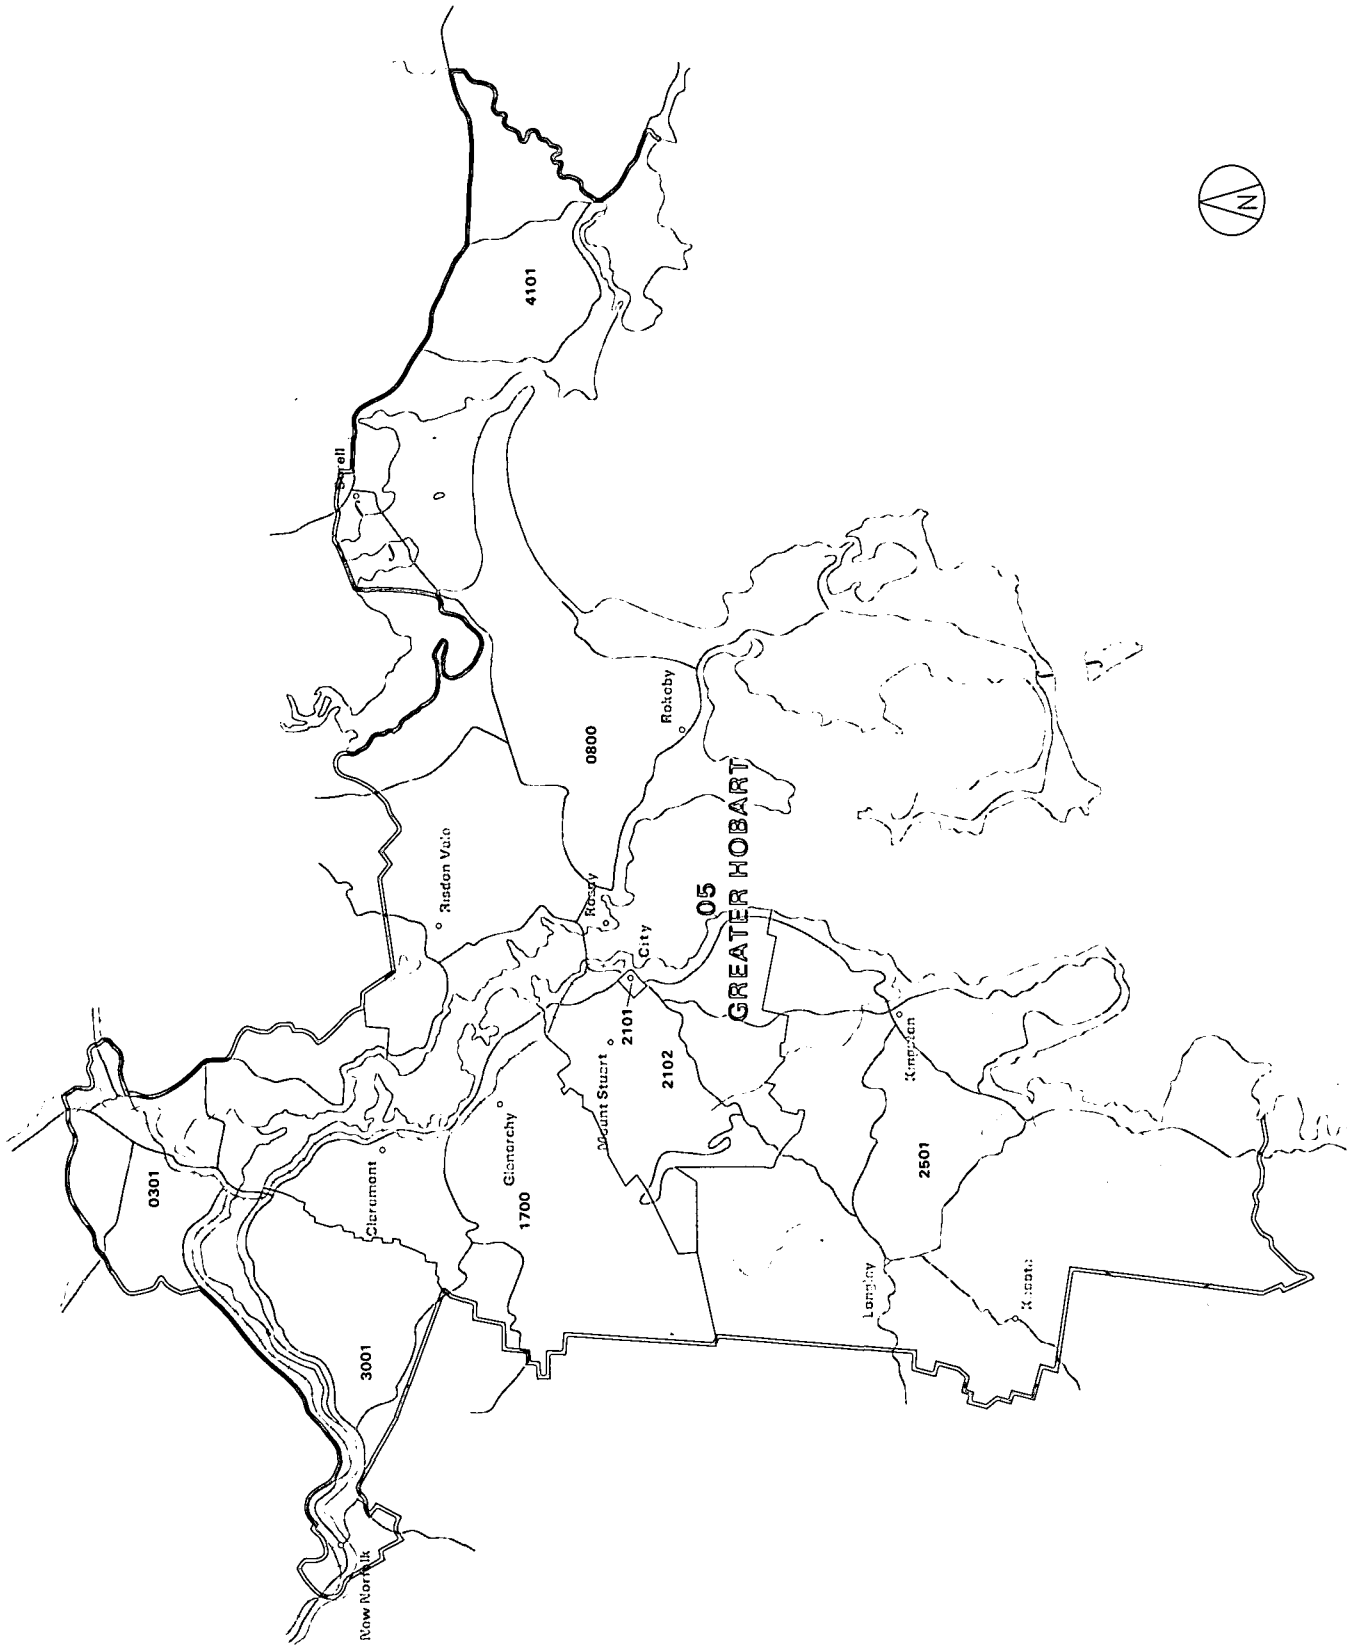 Sorell
4101
Risdon Vale
0800
Rokeby
Rosny
City
05
GREATER HOBART
2101
Mount Stuart
2102
Kingston
0301
Claremont
Glenorchy
1700
2501
Longley
3001
New Norfolk
N